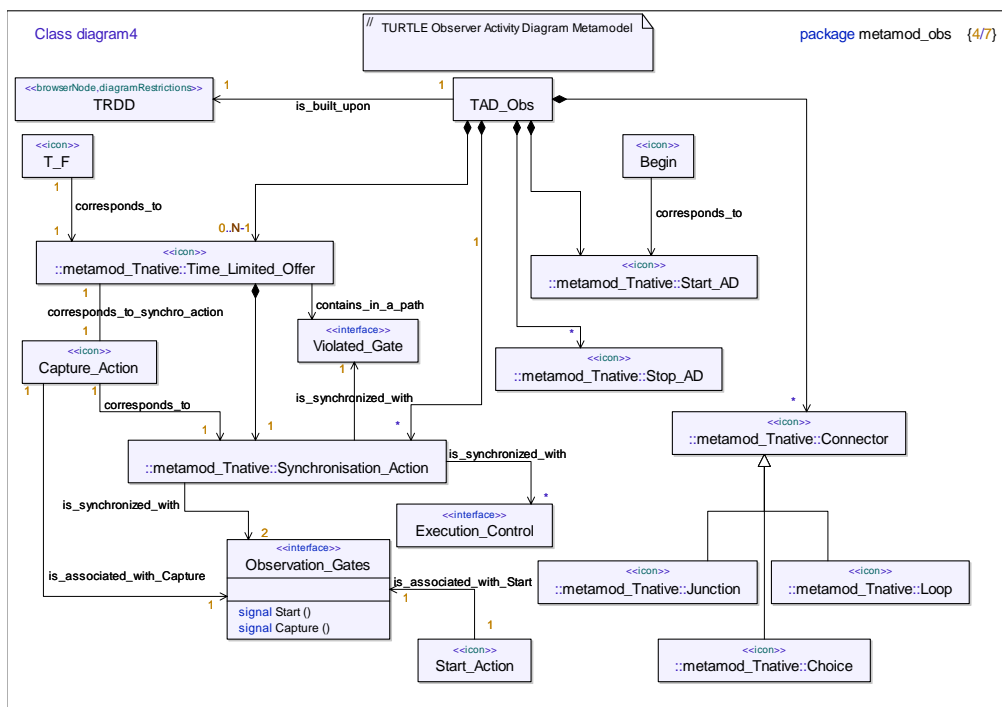 Class diagram4
// TURTLE Observer Activity Diagram Metamodel
package metamod_obs {4/7}
<<browserNode,diagramRestrictions>>
TRDD
1
is_built_upon
1
TAD_Obs
<<icon>>
T_F
1
corresponds_to
1
<<icon>>
Begin
corresponds_to
0..N-1
1
<<icon>>
::metamod_Tnative::Time_Limited_Offer
<<icon>>
::metamod_Tnative::Start_AD
1
corresponds_to_synchro_action
1
contains_in_a_path
<<interface>>
Violated_Gate
1
*
<<icon>>
::metamod_Tnative::Stop_AD
<<icon>>
Capture_Action
1
1
corresponds_to
1
1
is_synchronized_with
*
*
<<icon>>
::metamod_Tnative::Connector
<<icon>>
::metamod_Tnative::Synchronisation_Action
is_synchronized_with
*
<<interface>>
Execution_Control
is_synchronized_with
2
<<interface>>
Observation_Gates
signal Start ()
signal Capture ()
is_associated_with_Capture
1
is_associated_with_Start
1
1
<<icon>>
Start_Action
<<icon>>
::metamod_Tnative::Junction
<<icon>>
::metamod_Tnative::Loop
<<icon>>
::metamod_Tnative::Choice